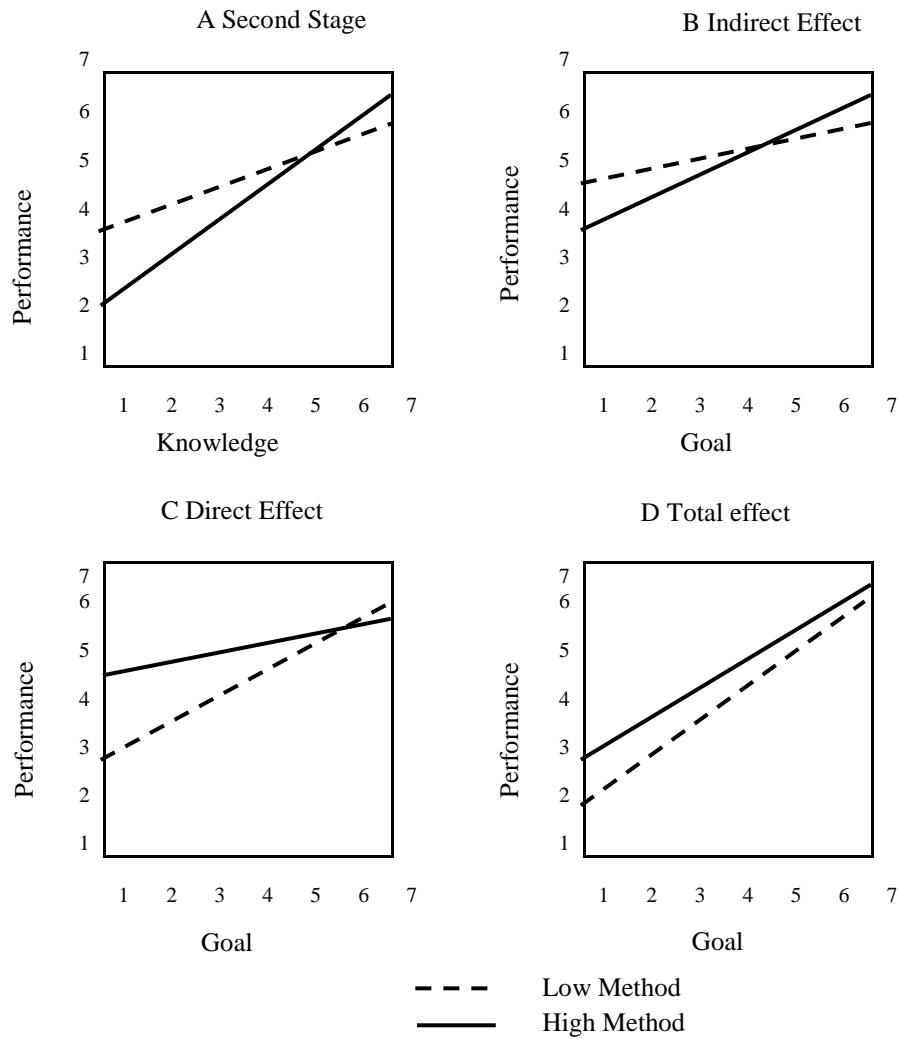 A Second Stage
7
6
5
4
3
2
1
Performance
1 2 3 4 5 6 7
Knowledge
B Indirect Effect
7
6
5
4
3
2
1
Performance
1 2 3 4 5 6 7
Goal
C Direct Effect
7
6
5
4
3
2
1
Performance
1 2 3 4 5 6 7
Goal
D Total effect
7
6
5
4
3
2
1
Performance
1 2 3 4 5 6 7
Goal
Low Method
High Method